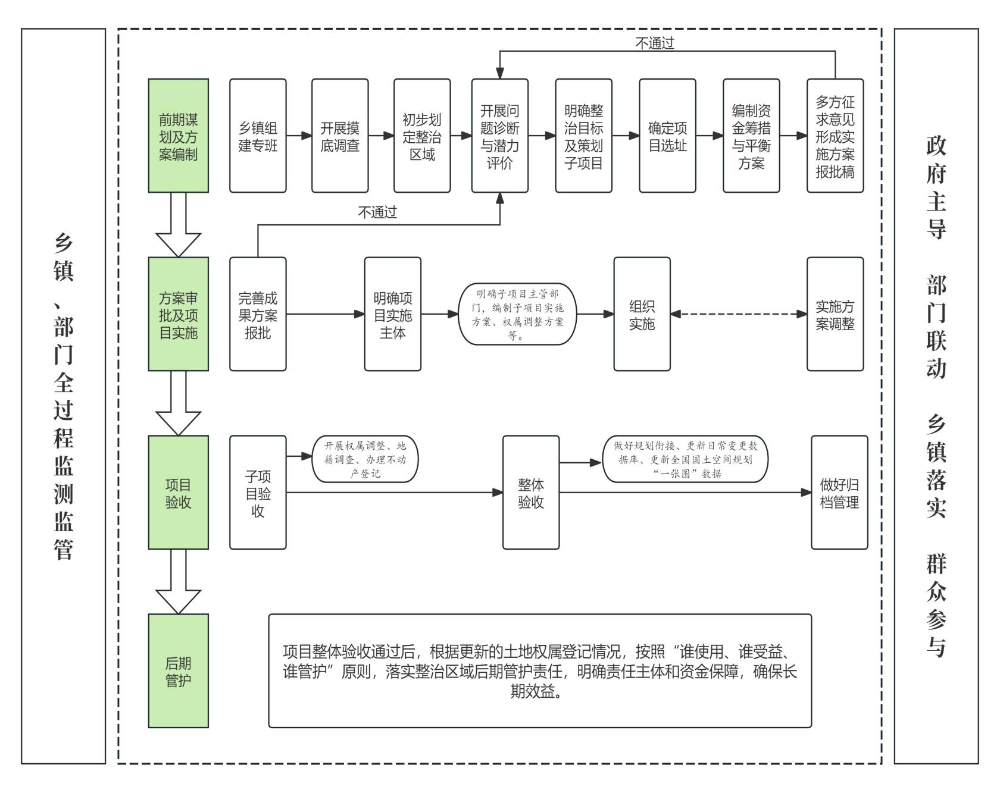 乡镇、部门全过程监测监管
不通过
前期谋
划及方
案编制
乡镇组
建专班
开展摸
底调查
初步划
定整治
区域
开展问
题诊断
与潜力
评价
明确整
治目标
及策划
子项目
确定项
目选址
编制资
金筹措
与平衡
方案
多方征
求意见
形成实
施方案
报批稿
不通过
方案审
批及项
目实施
完善成
果方案
报批
明确项
目实施
主体
明确子项目主管部
门，编制子项目实施
方案、权属调整方案
等。
组织
实施
实施方
案调整
项目
验收
子项
目验
收
开展权属调整、地
籍调查、办理不动
产登记
整体
验收
做好规划衔接、更新日常变更数
据库、更新全国国土空间规划
“一张图”数据
做好归
档管理
后期
管护
项目整体验收通过后，根据更新的土地权属登记情况，按照“谁使用、谁受益、
谁管护”原则，落实整治区域后期管护责任，明确责任主体和资金保障，确保长
期效益。
政府主导 部门联动 乡镇落实 群众参与